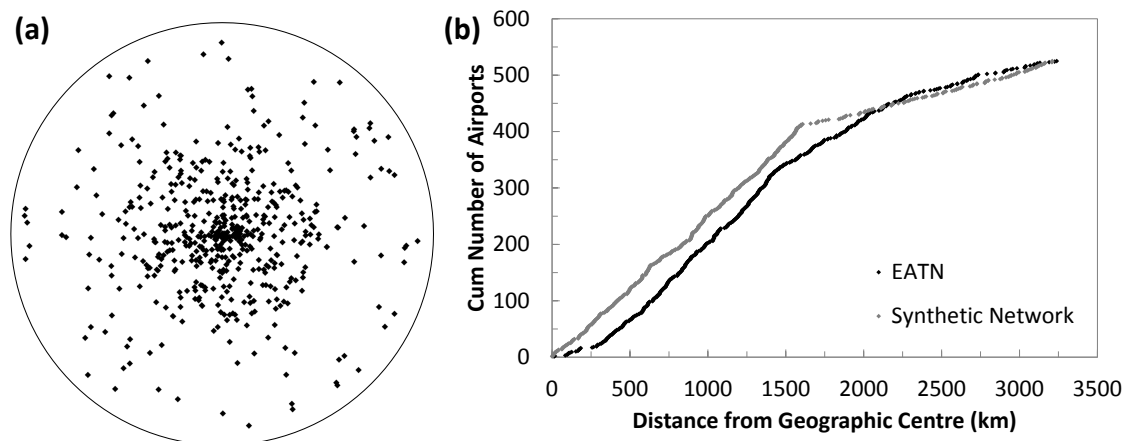 (a)
(b)
600
500
400
300
200
100
0
Cum Number of Airports
EATN
Synthetic Network
0 500 1000 1500 2000 2500 3000 3500
Distance from Geographic Centre (km)